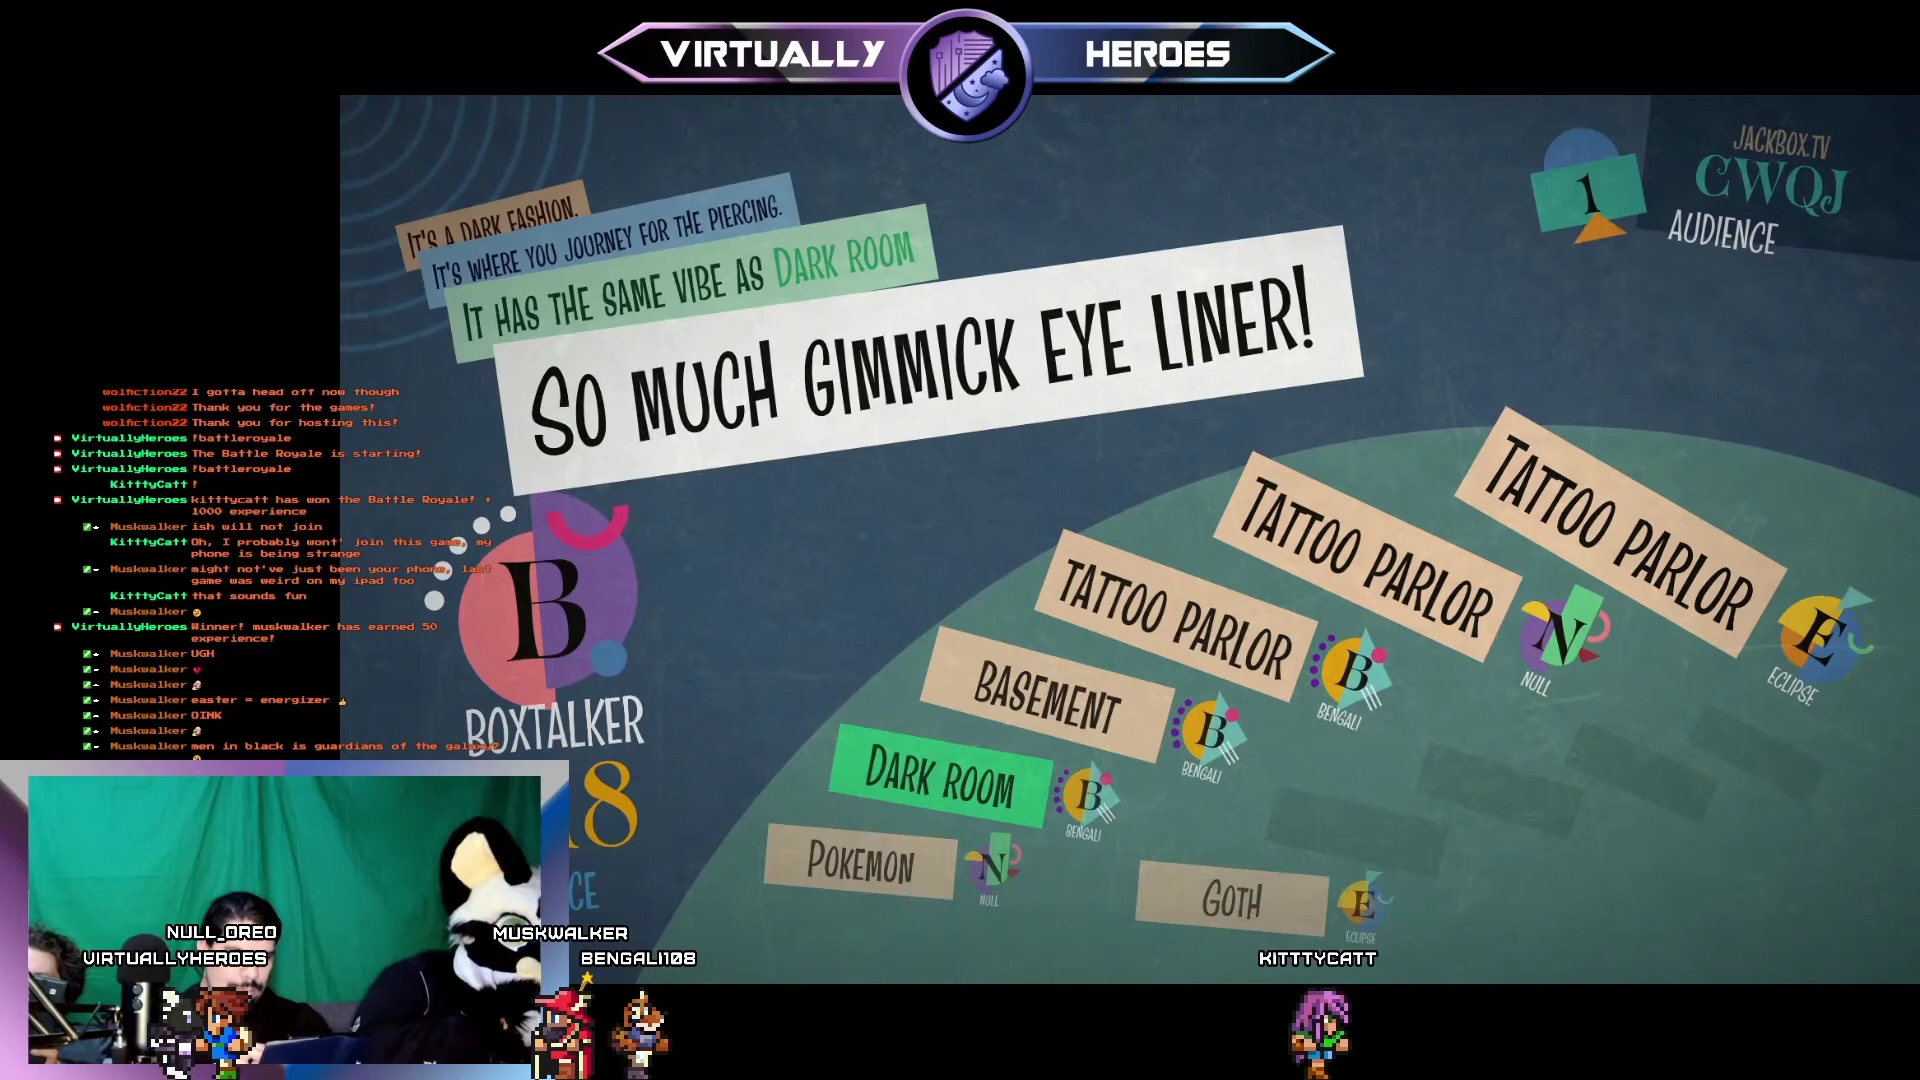 VIRTUALLY HEROES
JACKBOX.TV
CWQJ
1
AUDIENCE
IT'S A DARK FASHION.
IT'S WHERE YOU JOURNEY FOR THE PIERCING.
IT HAS THE SAME VIBE AS DARK ROOM
SO MUCH GIMMICK EYE LINER!
wolfiction22 I gotta head off now though
wolfiction22 Thank you for the games!
wolfiction22 Thank you for hosting this!
VirtuallyHeroes !battleroyale
VirtuallyHeroes The Battle Royale is starting!
VirtuallyHeroes !battleroyale
KitttyCatt !
VirtuallyHeroes kitttycatt has won the Battle Royale! +
1000 experience
Muskwalker ish will not join
KitttyCatt Oh, I probably wont' join this game, my
phone is being strange
Muskwalker might not've just been your phone, last
game was weird on my ipad too
KitttyCatt that sounds fun
Muskwalker
VirtuallyHeroes Winner! muskwalker has earned 50
experience!
Muskwalker UGH
Muskwalker
Muskwalker
Muskwalker easter = energizer
Muskwalker OINK
Muskwalker
Muskwalker men in black is guardians of the galaxy?
B
BOXTALKER
8
CE
TATTOO PARLOR
E
ECLIPSE
TATTOO PARLOR
N
NULL
TATTOO PARLOR
B
BENGALI
BASEMENT
B
BENGALI
DARK ROOM
B
BENGALI
POKEMON
N
NULL
GOTH
E
ECLIPSE
NULL_OREO
VIRTUALLYHEROES
MUSKWALKER
BENGALI108
KITTTYCATT